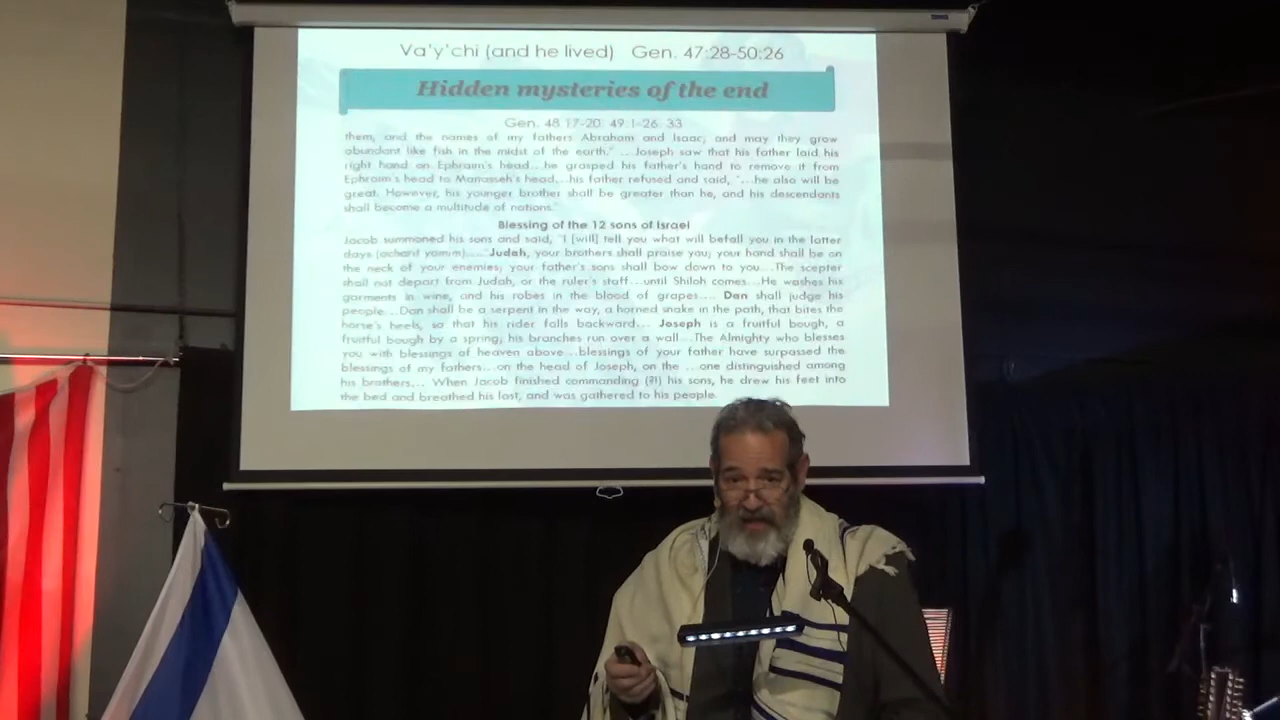 Va'y'chi (and he lived) Gen. 47:28-50:26
Hidden mysteries of the end
Gen. 48:17-20; 49:1-26, 33
them, and the names of my fathers Abraham and Isaac; and may they grow
abundant like fish in the midst of the earth." ...Joseph saw that his father laid his
right hand on Ephraim's head...he grasped his father's hand to remove it from
Ephraim's head to Manasseh's head...his father refused and said, "...he also will be
great. However, his younger brother shall be greater than he, and his descendants
shall become a multitude of nations."
Blessing of the 12 sons of Israel
Jacob summoned his sons and said, "I [will] tell you what will befall you in the latter
days (acharit yamim)...."Judah, your brothers shall praise you; your hand shall be on
the neck of your enemies; your father's sons shall bow down to you...The scepter
shall not depart from Judah, or the ruler's staff...until Shiloh comes...He washes his
garments in wine, and his robes in the blood of grapes.... Dan shall judge his
people...Dan shall be a serpent in the way, a horned snake in the path, that bites the
horse's heels, so that his rider falls backward... Joseph is a fruitful bough, a
fruitful bough by a spring; his branches run over a wall...The Almighty who blesses
you with blessings of heaven above...blessings of your father have surpassed the
blessings of my fathers...on the head of Joseph, on the ...one distinguished among
his brothers... When Jacob finished commanding his sons, he drew his feet into
the bed and breathed his last, and was gathered to his people.